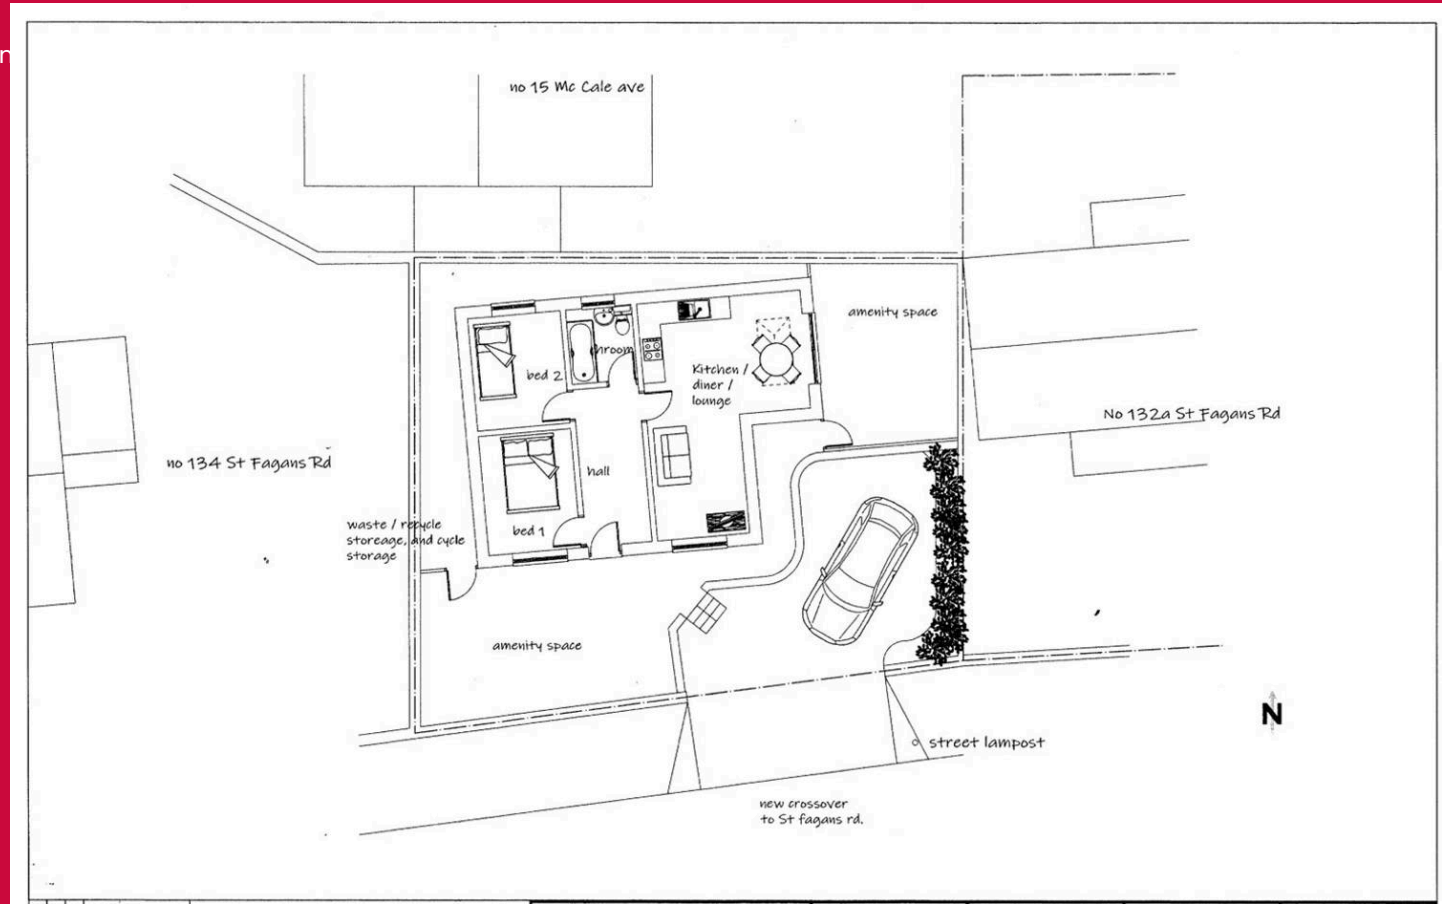 no 15 Mc Cale ave
amenity space
bed 2
Kitchen /
diner /
lounge
No 132a St Fagans Rd
no 134 St Fagans Rd
hall
bed 1
waste / recycle
storeage, and cycle
storage
amenity space
N
street lampost
new crossover
to St fagans rd.